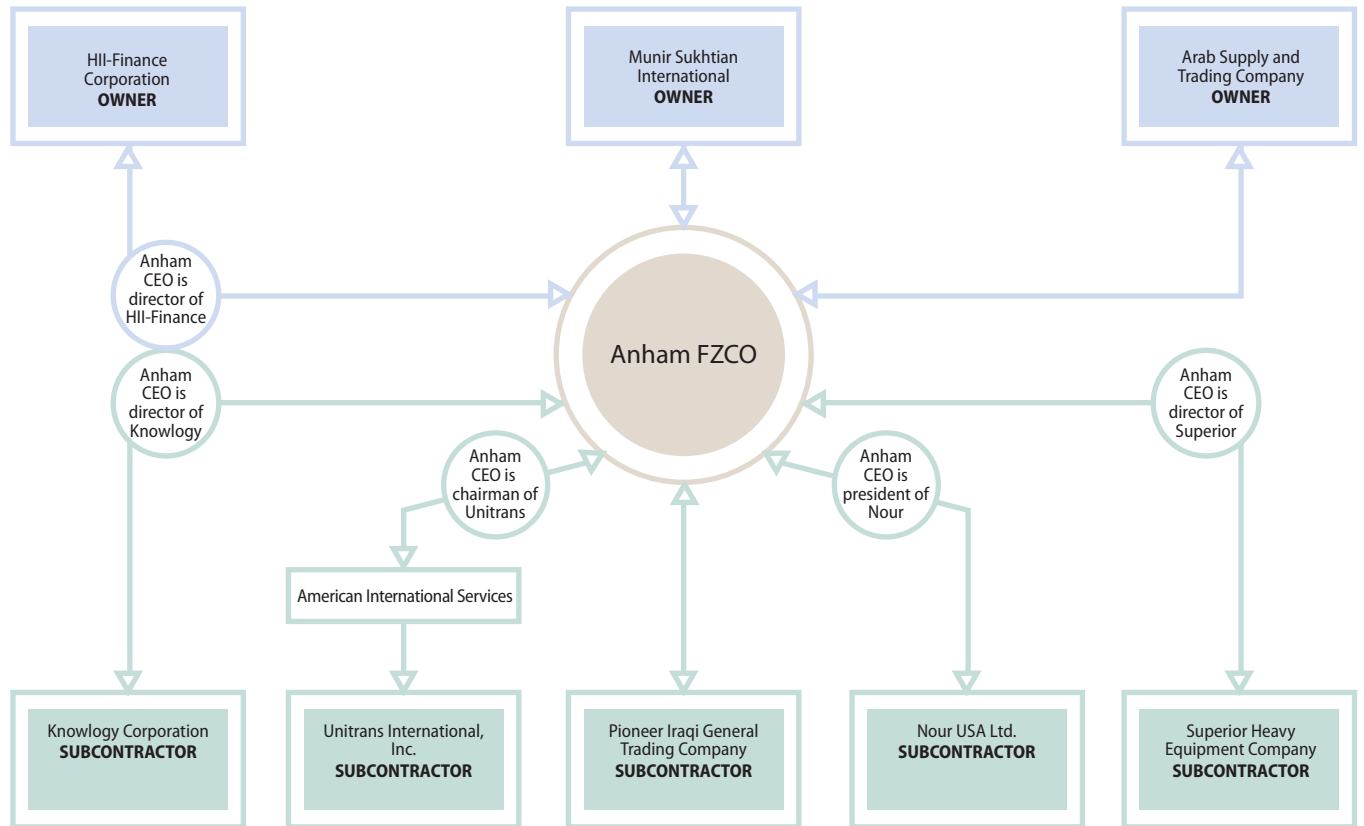 HII-Finance
Corporation
OWNER
Munir Sukhtian
International
OWNER
Arab Supply and
Trading Company
OWNER
Anham
CEO is
director of
HII-Finance
Anham FZCO
Anham
CEO is
director of
Knowlogy
Anham
CEO is
director of
Superior
Anham
CEO is
chairman of
Unitrans
Anham
CEO is
president of
Nour
American International Services
Knowlogy Corporation
SUBCONTRACTOR
Unitrans International,
Inc.
SUBCONTRACTOR
Pioneer Iraqi General
Trading Company
SUBCONTRACTOR
Nour USA Ltd.
SUBCONTRACTOR
Superior Heavy
Equipment Company
SUBCONTRACTOR